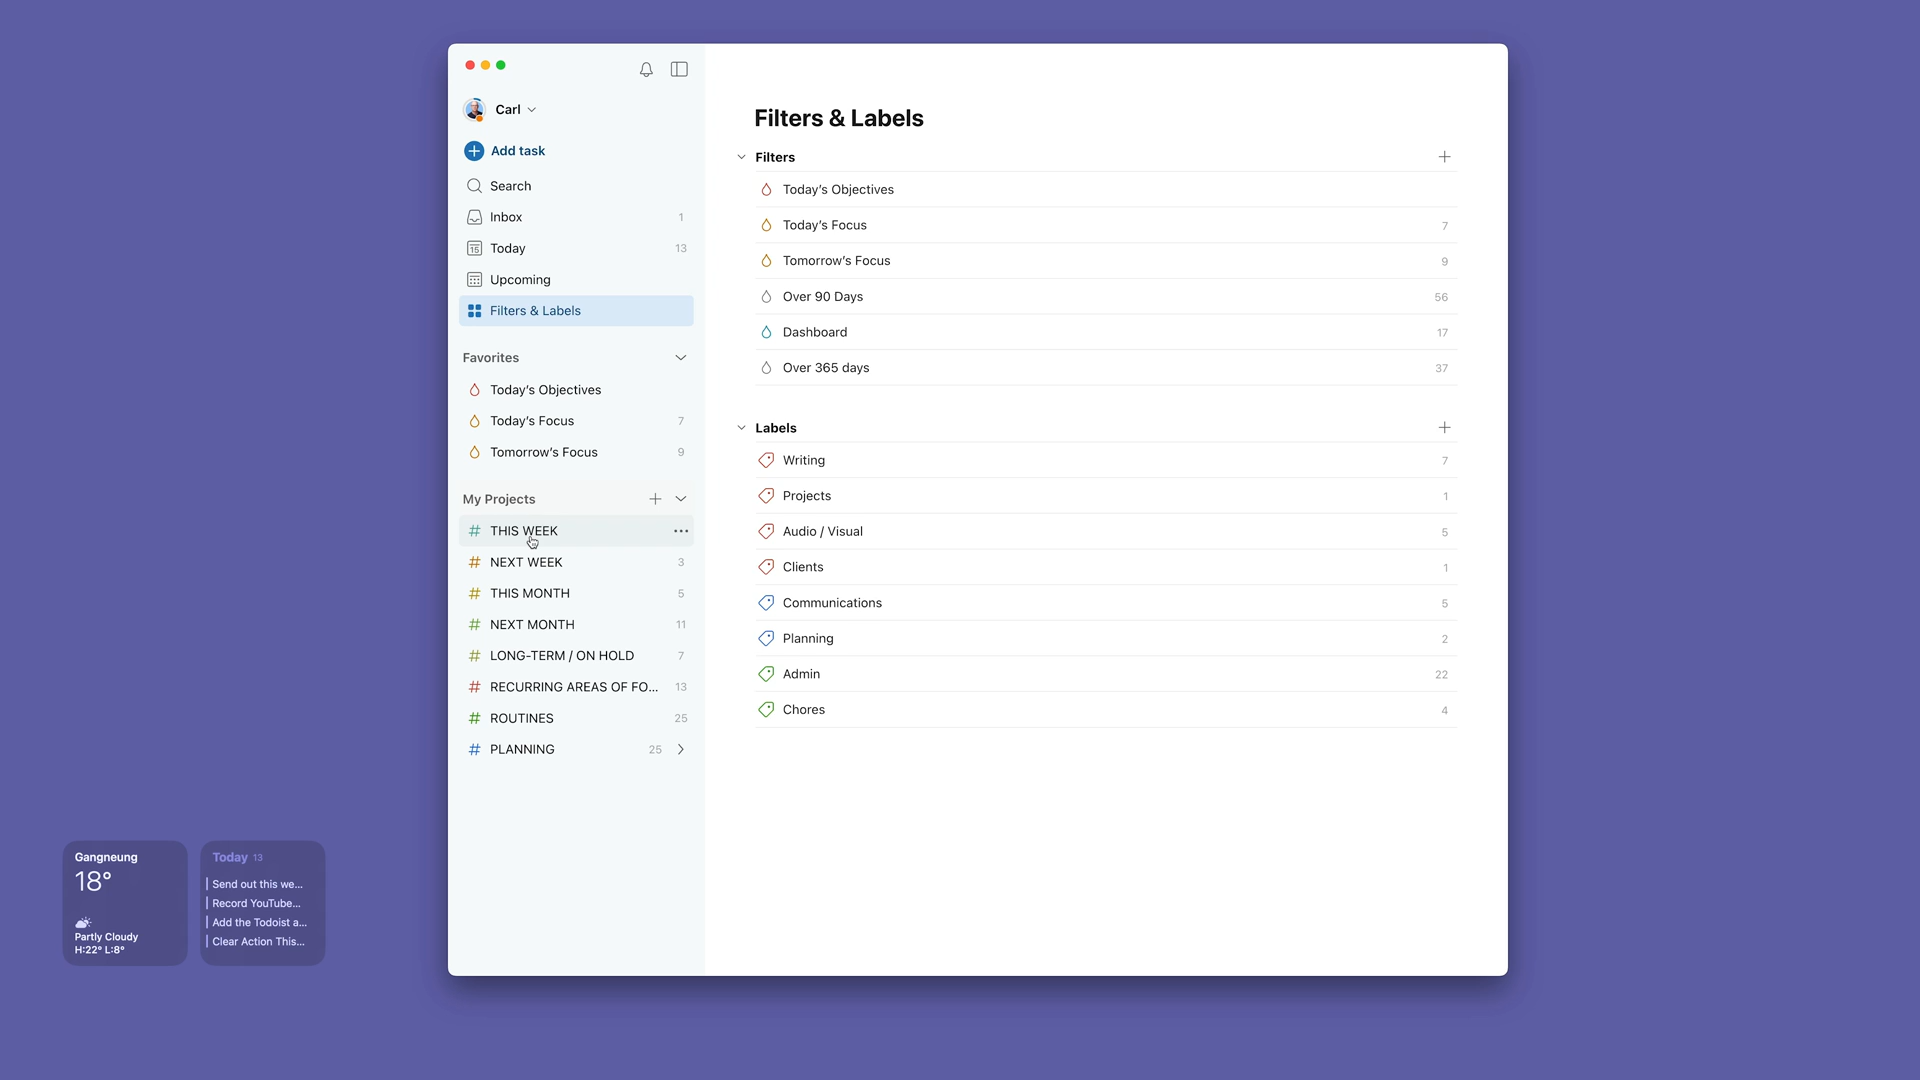 Carl
Add task
Search
Inbox 1
15 Today 13
Upcoming
Filters & Labels
Favorites
Today's Objectives
Today's Focus 7
Tomorrow's Focus 9
My Projects
# THIS WEEK
# NEXT WEEK 3
# THIS MONTH 5
# NEXT MONTH 11
# LONG-TERM / ON HOLD 7
# RECURRING AREAS OF FO... 13
# ROUTINES 25
# PLANNING 25
Filters & Labels
Filters
Today's Objectives
Today's Focus 7
Tomorrow's Focus 9
Over 90 Days 56
Dashboard 17
Over 365 days 37
Labels
Writing 7
Projects 1
Audio / Visual 5
Clients 1
Communications 5
Planning 2
Admin 22
Chores 4
Gangneung
18°
Partly Cloudy
H:22° L:8°
Today 13
Send out this we...
Record YouTube...
Add the Todoist a...
Clear Action This...